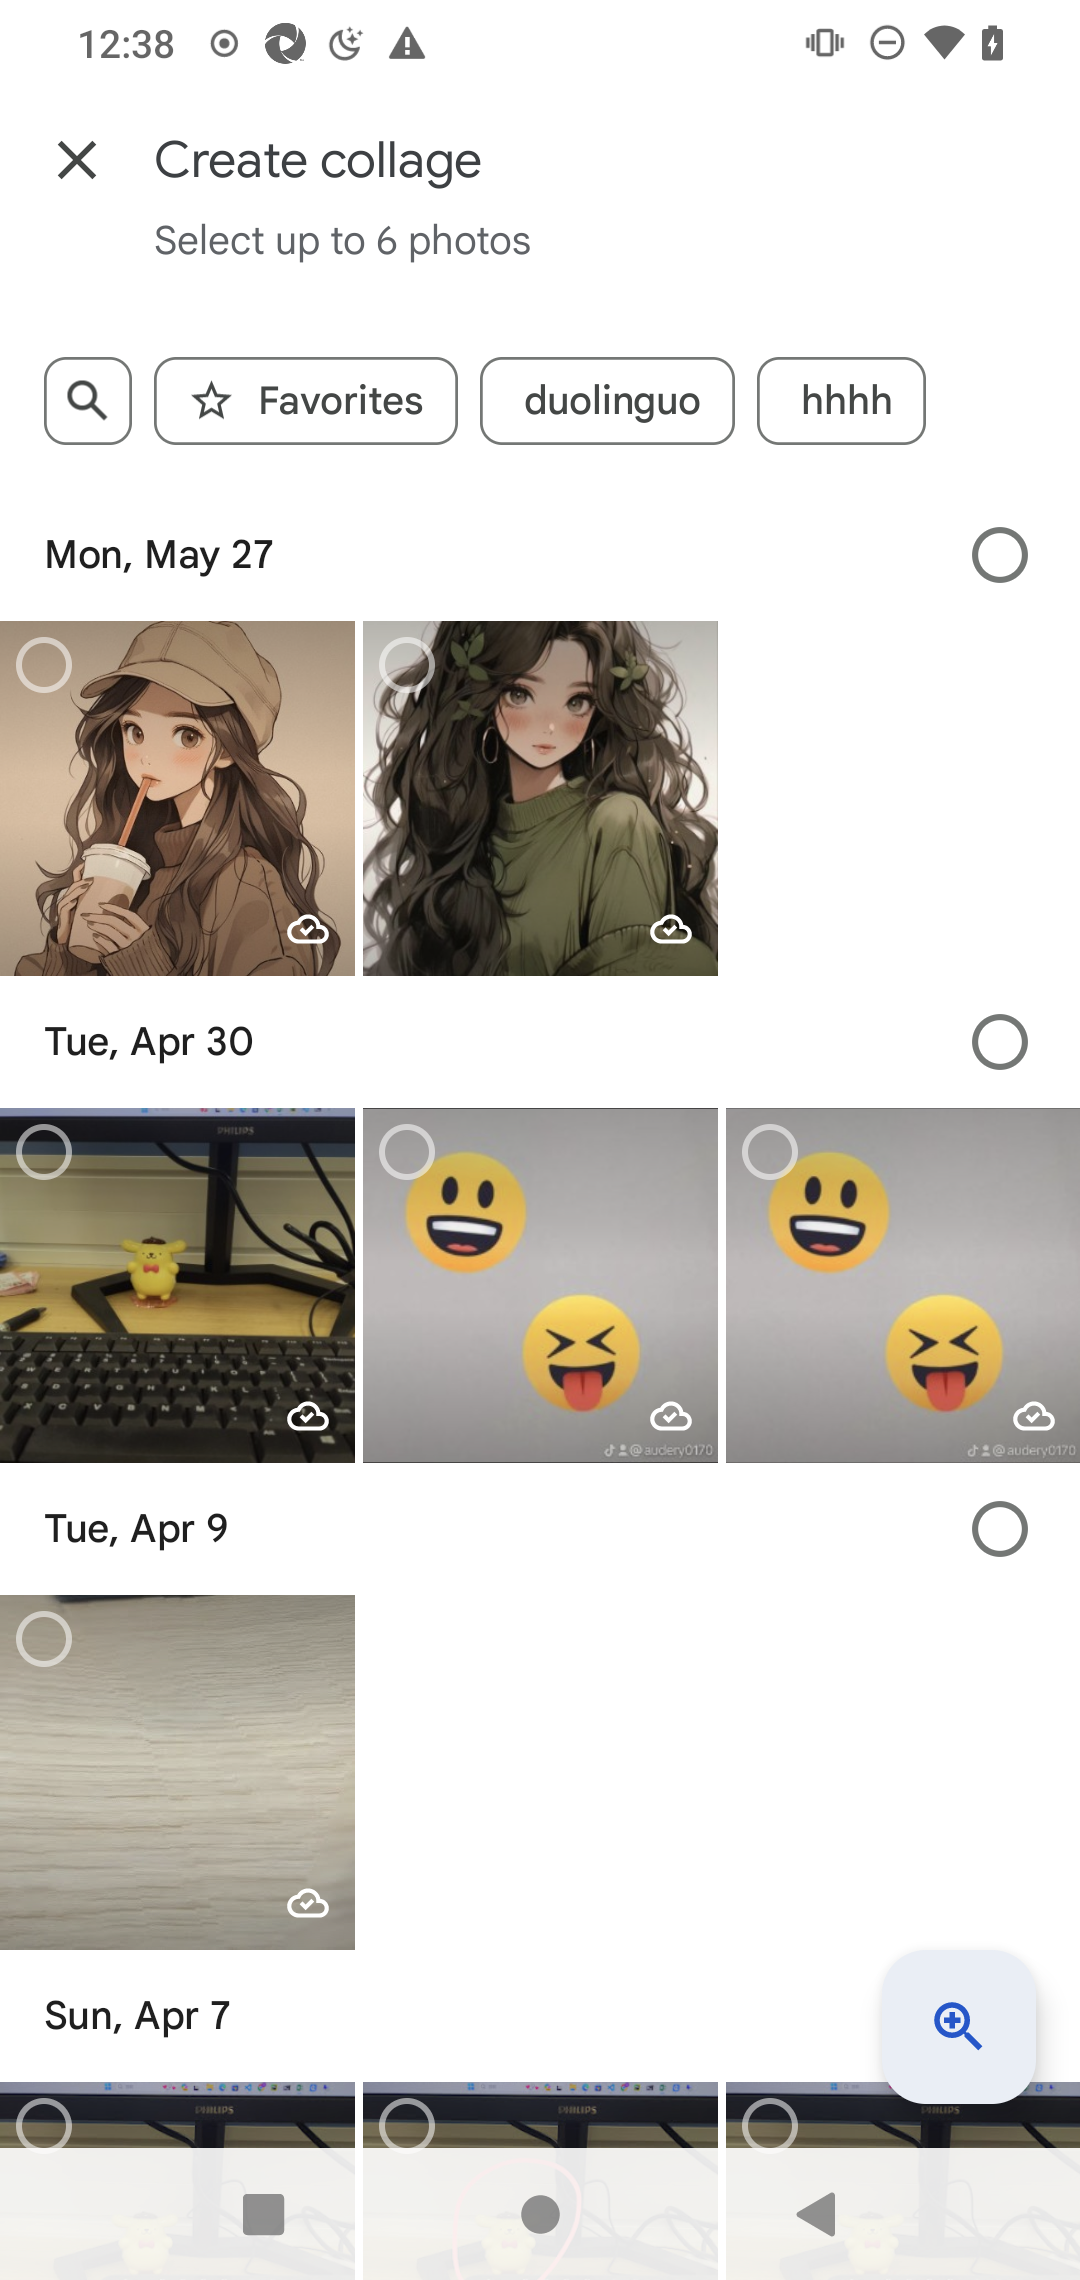 12:38
Create collage
Select up to 6 photos
Favorites
duolinguo
hhhh
Mon, May 27
Tue, Apr 30
PHILIPS
@audery0170
@audery0170
Tue, Apr 9
Sun, Apr 7
PHILIPS
PHILIPS
PHILIPS